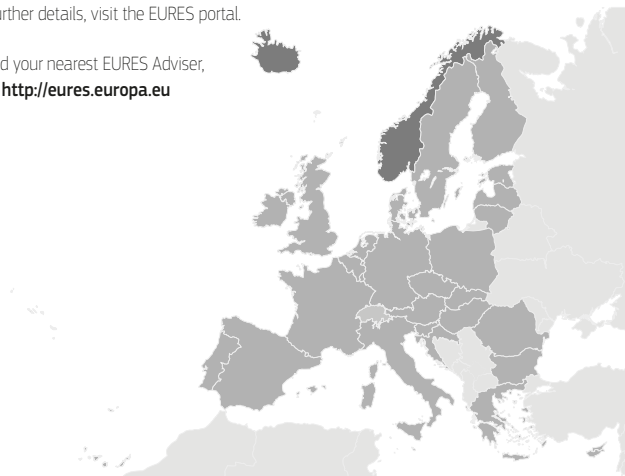 urther details, visit the EURES portal.
d your nearest EURES Adviser,
http://eures.europa.eu